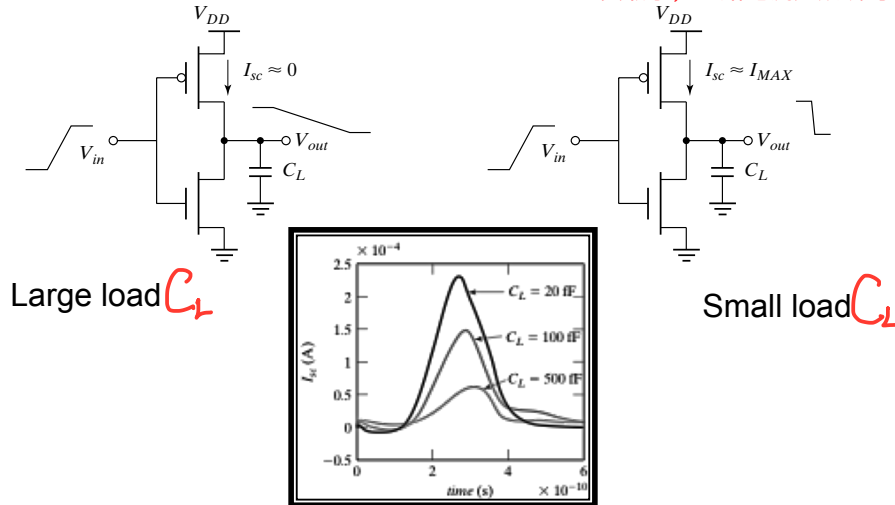 V_DD
I_sc ≈ 0
V_in
V_out
C_L
V_DD
I_sc ≈ I_MAX
V_in
V_out
C_L
Large load C_L
Small load C_L
× 10^−4
2.5
2
1.5
1
0.5
0
−0.5
I_sc (A)
C_L = 20 fF
C_L = 100 fF
C_L = 500 fF
0
2
4
6
time (s)
× 10^−10